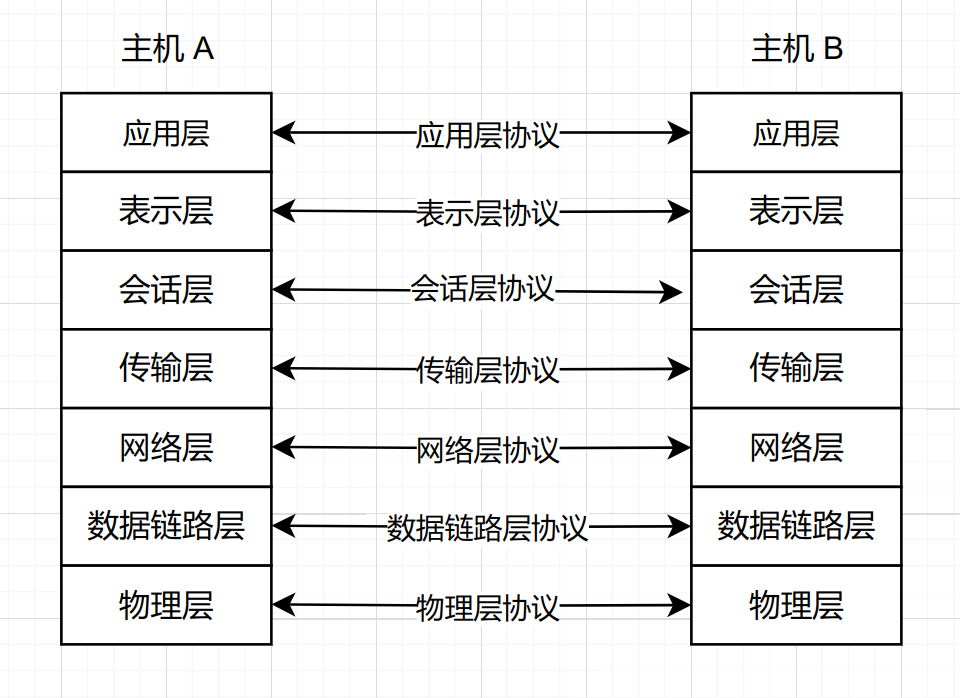 主机 A 主机 B
应用层 应用层协议 应用层
表示层 表示层协议 表示层
会话层 会话层协议 会话层
传输层 传输层协议 传输层
网络层 网络层协议 网络层
数据链路层 数据链路层协议 数据链路层
物理层 物理层协议 物理层